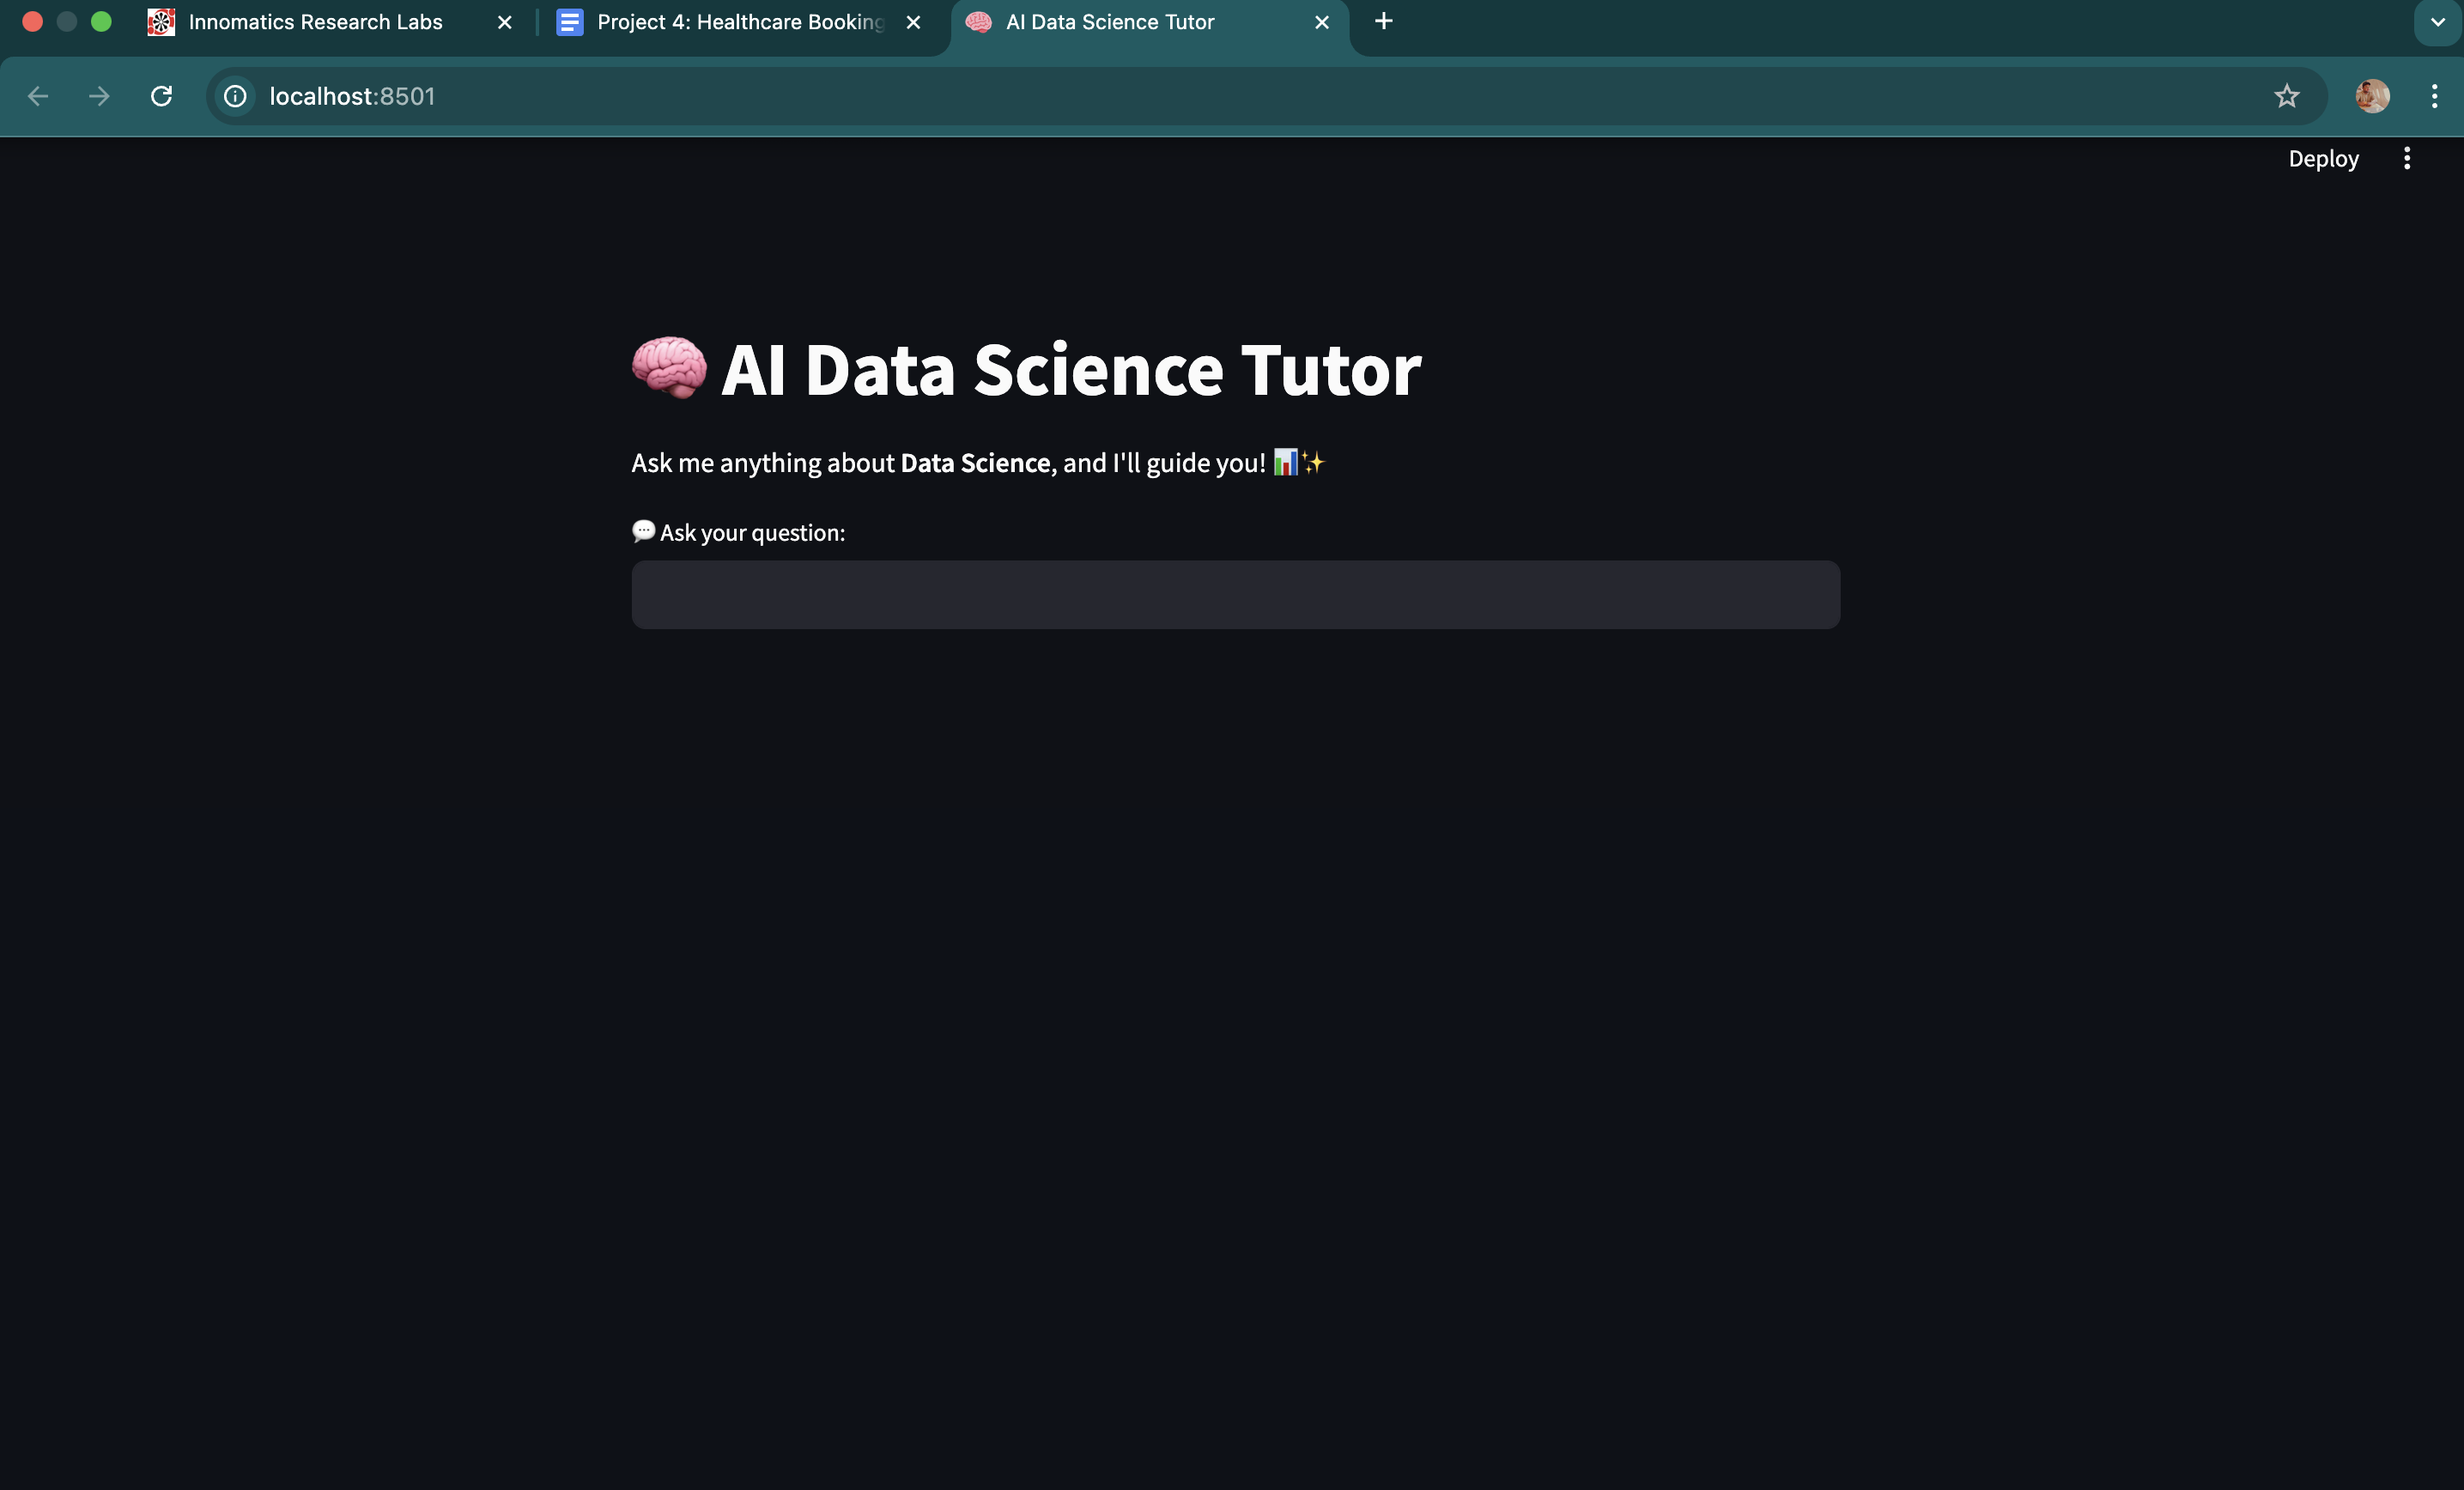 Innomatics Research Labs
Project 4: Healthcare Booking
AI Data Science Tutor
localhost:8501
Deploy
🧠 AI Data Science Tutor
Ask me anything about Data Science, and I'll guide you! 📊✨
💬 Ask your question: